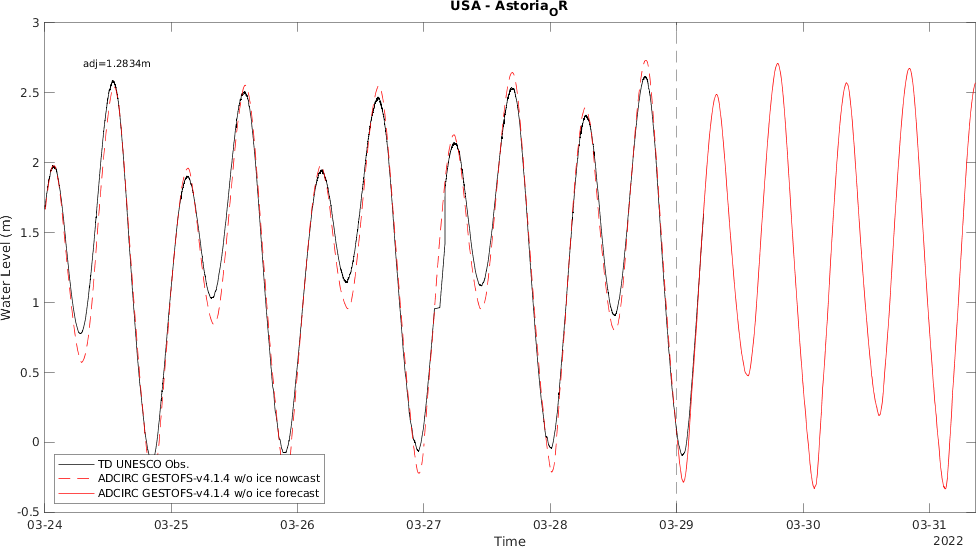 USA - Astoria_OR
adj=1.2834m
3
2.5
2
1.5
1
0.5
0
-0.5
Water Level (m)
TD UNESCO Obs.
ADCIRC GESTOFS-v4.1.4 w/o ice nowcast
ADCIRC GESTOFS-v4.1.4 w/o ice forecast
03-24 03-25 03-26 03-27 03-28 03-29 03-30 03-31
Time
2022